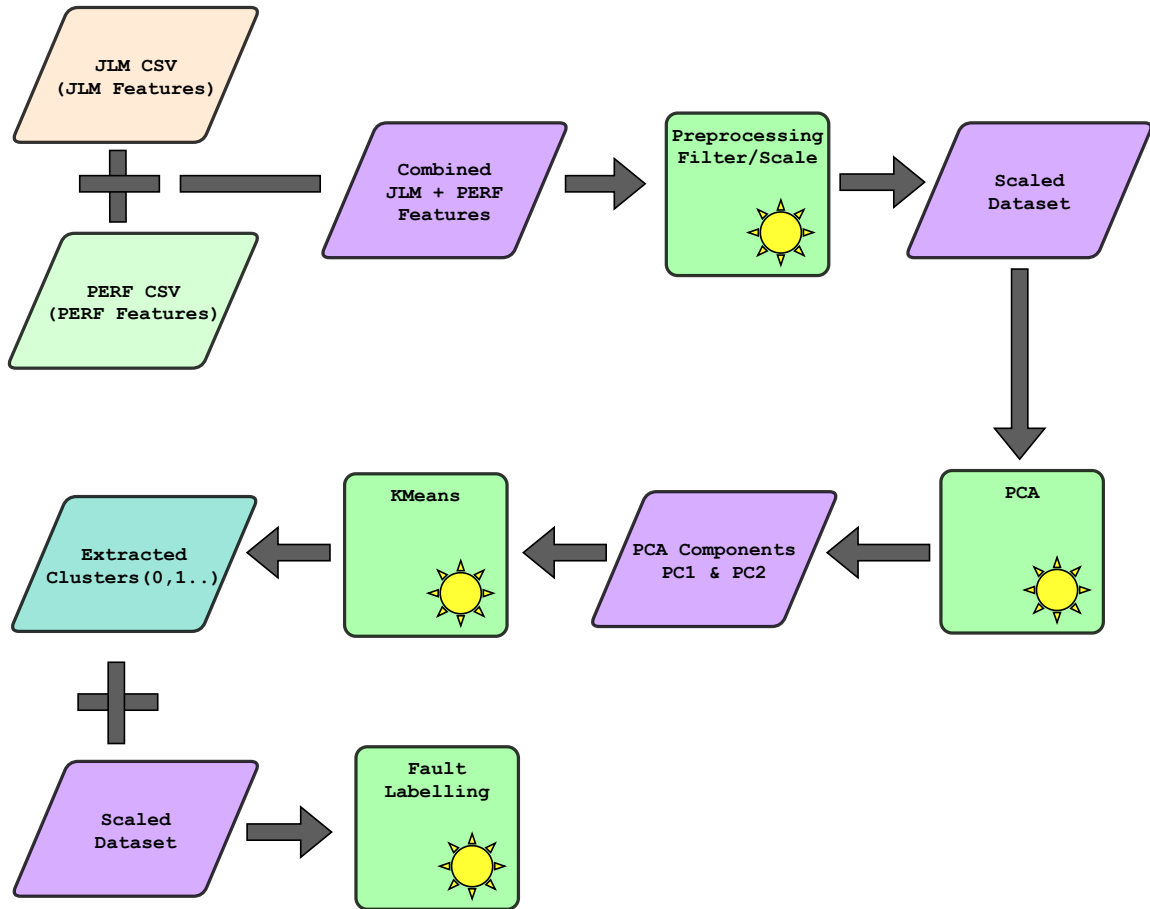 JLM CSV
(JLM Features)
PERF CSV
(PERF Features)
Combined
JLM + PERF
Features
Preprocessing
Filter/Scale
Scaled
Dataset
PCA
PCA Components
PC1 & PC2
KMeans
Extracted
Clusters(0,1..)
Scaled
Dataset
Fault
Labelling